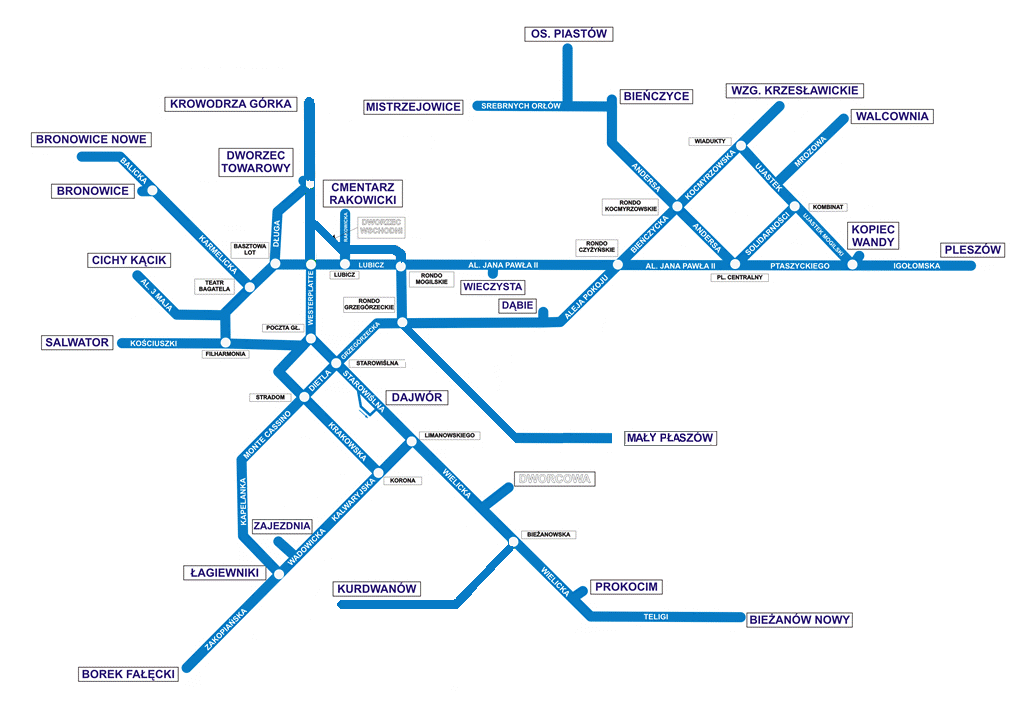 OS. PIASTÓW
WZG. KRZESŁAWICKIE
BIEŃCZYCE
KROWODRZA GÓRKA
MISTRZEJOWICE
SREBRNYCH ORŁÓW
WALCOWNIA
BRONOWICE NOWE
WIADUKTY
DWORZEC
TOWAROWY
BALICKA
ANDERSA
KOCMYRZOWSKA
UJASTEK
MROZOWA
BRONOWICE
CMENTARZ
RAKOWICKI
RONDO
KOCMYRZOWSKIE
KOMBINAT
RAKOWICKA
DWORZEC
WSCHODNI
DŁUGA
KARMELICKA
BASZTOWA
LOT
RONDO
CZYŻYŃSKIE
BIEŃCZYCKA
ANDERSA
SOLIDARNOŚCI
UJASTEK MOGILSKI
KOPIEC
WANDY
PLESZÓW
CICHY KĄCIK
LUBICZ
LUBICZ
AL. JANA PAWŁA II
AL. JANA PAWŁA II
PTASZYCKIEGO
IGOŁOMSKA
AL. 3 MAJA
TEATR
BAGATELA
RONDO
MOGILSKIE
WIECZYSTA
PL. CENTRALNY
WESTERPLATTE
RONDO
GRZEGÓRZECKIE
DĄBIE
ALEJA POKOJU
POCZTA GŁ.
GRZEGÓRZECKA
SALWATOR
KOŚCIUSZKI
FILHARMONIA
STAROWIŚLNA
DIETLA
STAROWIŚLNA
STRADOM
DAJWÓR
MONTE CASSINO
KRAKOWSKA
LIMANOWSKIEGO
MAŁY PŁASZÓW
KORONA
WIELICKA
DWORCOWA
KAPELANKA
KALWARYJSKA
ZAJEZDNIA
WADOWICKA
BIEŻANOWSKA
ŁAGIEWNIKI
KURDWANÓW
WIELICKA
PROKOCIM
TELIGI
BIEŻANÓW NOWY
ZAKOPIAŃSKA
BOREK FAŁĘCKI